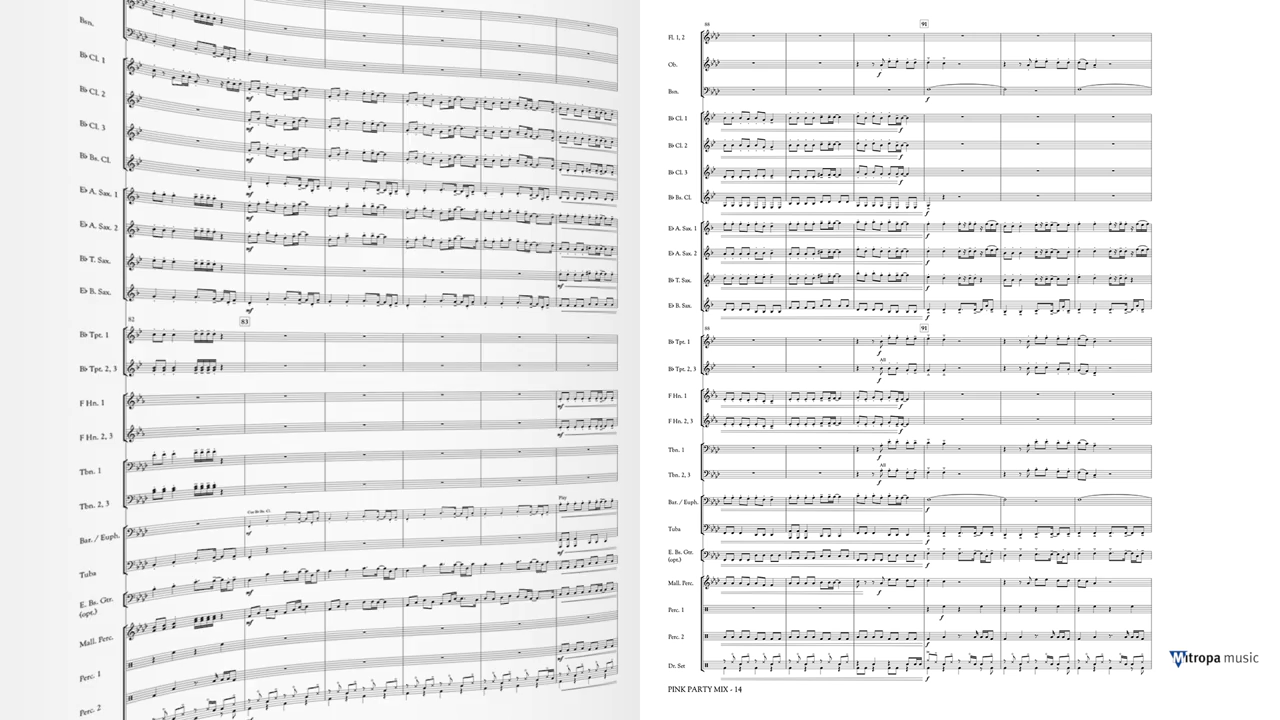 Bsn.
B♭ Cl. 1
B♭ Cl. 2
B♭ Cl. 3
B♭ Bs. Cl.
E♭ A. Sax. 1
E♭ A. Sax. 2
B♭ T. Sax.
E♭ B. Sax.
82
83
B♭ Tpt. 1
B♭ Tpt. 2, 3
F Hn. 1
F Hn. 2, 3
Tbn. 1
Tbn. 2, 3
Bar. / Euph.
Play
Tuba
E. Bs. Gtr.
(opt.)
Mall. Perc.
Perc. 1
Perc. 2
88
91
Fl. 1, 2
Ob.
Bsn.
B♭ Cl. 1
B♭ Cl. 2
B♭ Cl. 3
B♭ Bs. Cl.
E♭ A. Sax. 1
E♭ A. Sax. 2
B♭ T. Sax.
E♭ B. Sax.
88
91
B♭ Tpt. 1
All
B♭ Tpt. 2, 3
F Hn. 1
F Hn. 2, 3
Tbn. 1
All
Tbn. 2, 3
Bar. / Euph.
Tuba
E. Bs. Gtr.
(opt.)
Mall. Perc.
Perc. 1
Perc. 2
Dr. Set
PINK PARTY MIX - 14
Mitropa music